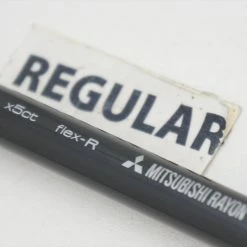 REGULAR
x5ct flex-R MITSUBISHI RAYON